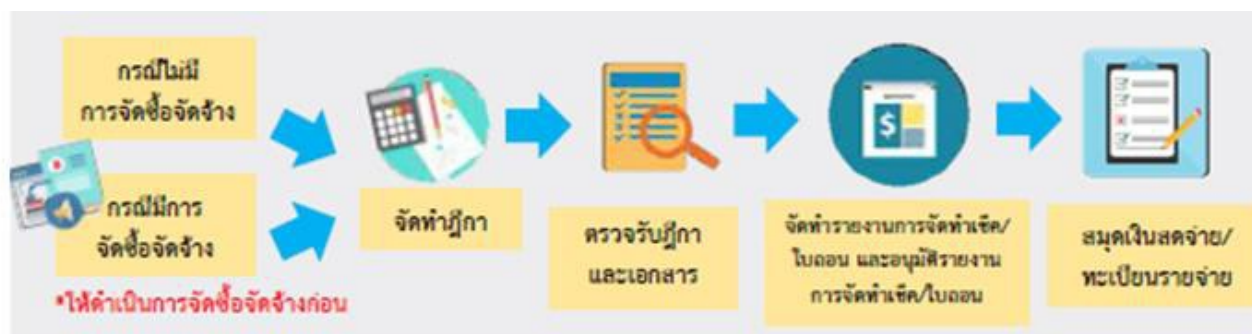 กรณีไม่มี
การจัดซื้อจัดจ้าง
กรณีมีการ
จัดซื้อจัดจ้าง
*ให้ดำเนินการจัดซื้อจัดจ้างก่อน
จัดทำฎีกา
ตรวจรับฎีกา
และเอกสาร
$
จัดทำรายงานการจัดทำเช็ค/
ใบถอน และอนุมัติรายงาน
การจัดทำเช็ค/ใบถอน
สมุดเงินสดจ่าย/
ทะเบียนรายจ่าย